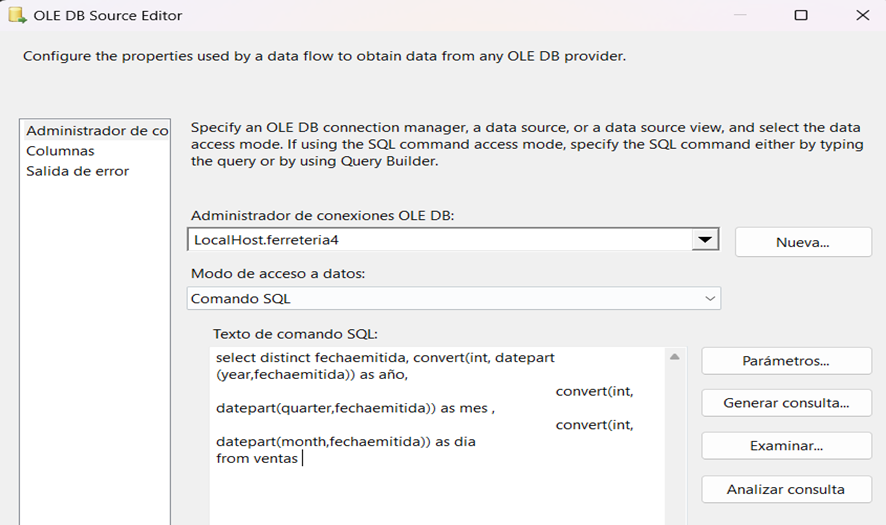 OLE DB Source Editor
Configure the properties used by a data flow to obtain data from any OLE DB provider.
Administrador de co
Columnas
Salida de error
Specify an OLE DB connection manager, a data source, or a data source view, and select the data
access mode. If using the SQL command access mode, specify the SQL command either by typing
the query or by using Query Builder.
Administrador de conexiones OLE DB:
LocalHost.ferreteria4
Nueva...
Modo de acceso a datos:
Comando SQL
Texto de comando SQL:
select distinct fechaemitida, convert(int, datepart
(year,fechaemitida)) as año,
convert(int,
datepart(quarter,fechaemitida)) as mes ,
convert(int,
datepart(month,fechaemitida)) as dia
from ventas
Parámetros...
Generar consulta...
Examinar...
Analizar consulta